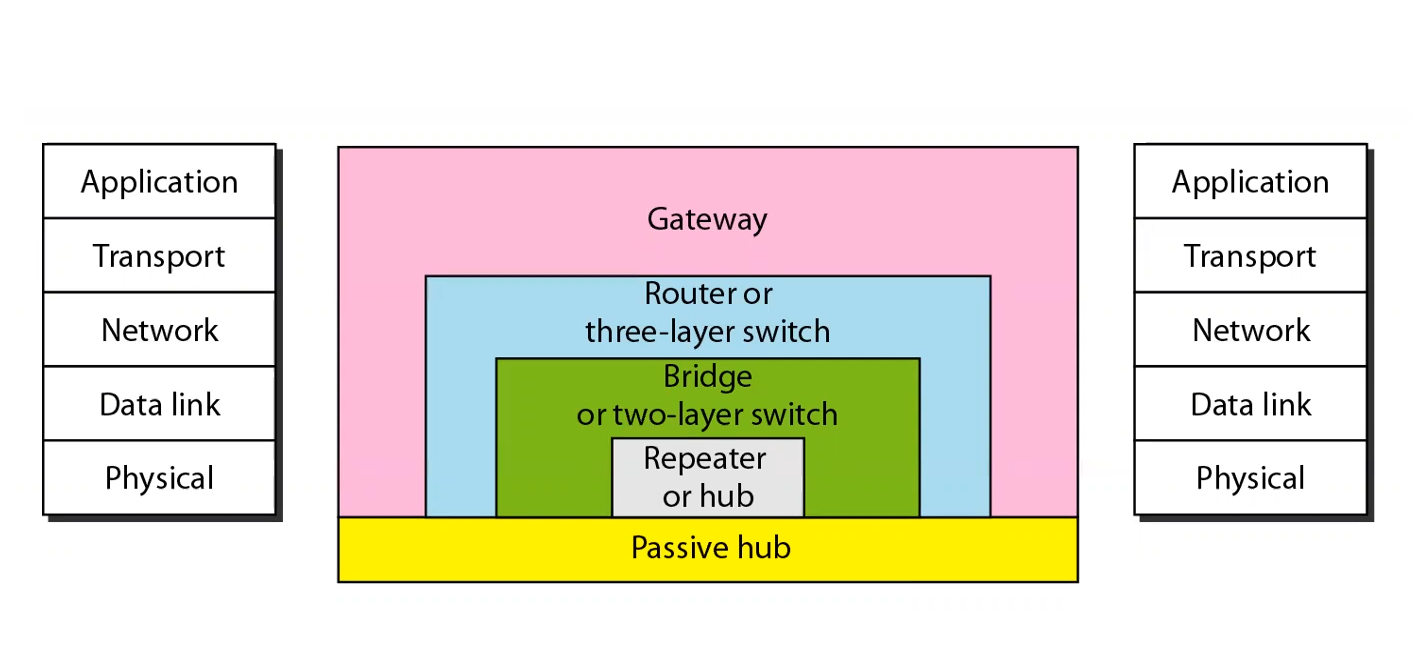 Application
Transport
Network
Data link
Physical
Gateway
Router or
three-layer switch
Bridge
or two-layer switch
Repeater
or hub
Passive hub
Application
Transport
Network
Data link
Physical